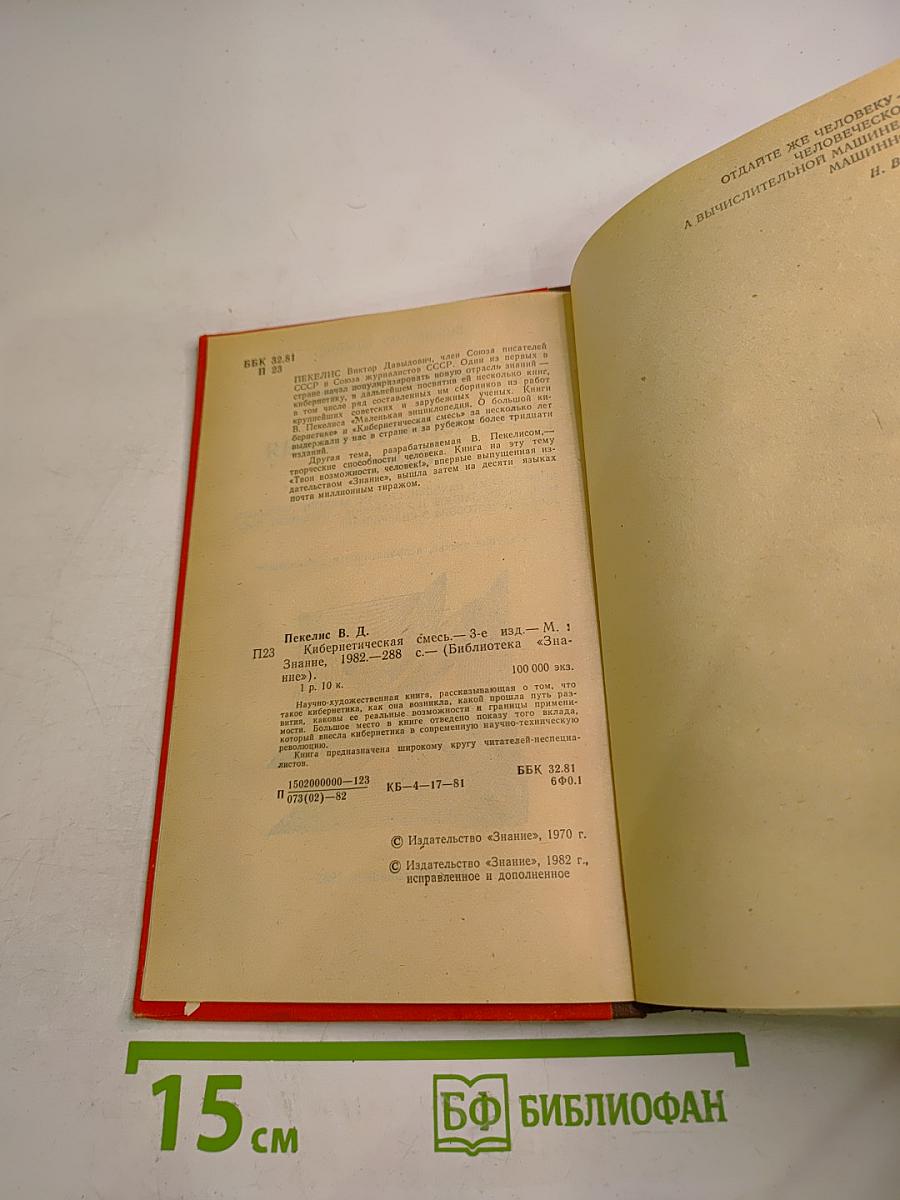 ББК 32.81
П 23
ПЕКЕЛИС Виктор Давыдович, член Союза писателей
СССР и Союза журналистов СССР. Один из первых в
стране начал популяризировать новую отрасль знаний —
кибернетику, в дальнейшем посвятив ей несколько книг,
в том числе ряд составленных им сборников из работ
крупнейших советских и зарубежных ученых. Книги
В. Пекелиса «Маленькая энциклопедия. О большой ки-
бернетике» и «Кибернетическая смесь» за несколько лет
выдержали у нас в стране и за рубежом более тридцати
изданий.
Другая тема, разрабатываемая В. Пекелисом,—
творческие способности человека. Книга на эту тему
«Твои возможности, человек!», впервые выпущенная из-
дательством «Знание», вышла затем на десяти языках
почти миллионным тиражом.
Пекелис В. Д.
П23 Кибернетическая смесь.— 3-е изд.— М. :
Знание, 1982.—288 с.— (Библиотека «Зна-
ние»).
100 000 экз.
1 р. 10 к.
Научно-художественная книга, рассказывающая о том, что
такое кибернетика, как она возникла, какой прошла путь раз-
вития, каковы ее реальные возможности и границы примени-
мости. Большое место в книге отведено показу того вклада,
который внесла кибернетика в современную научно-техническую
революцию.
Книга предназначена широкому кругу читателей-неспециа-
листов.
П 1502000000—123
073(02)—82
КБ—4—17—81
ББК 32.81
6Ф0.1
© Издательство «Знание», 1970 г.
© Издательство «Знание», 1982 г.,
исправленное и дополненное
ОТДАЙТЕ ЖЕ ЧЕЛОВЕКУ —
ЧЕЛОВЕЧЕСКО
А ВЫЧИСЛИТЕЛЬНОЙ МАШИНЕ
МАШИНН
Н. В
15 см
БФ БИБЛИОФАН